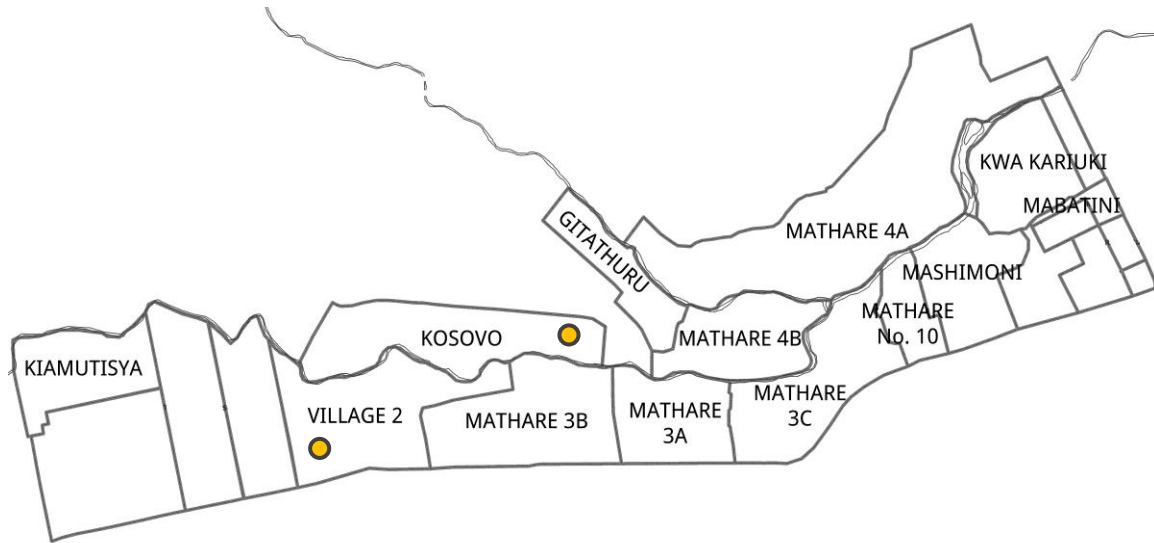 KWA KARIUKI
MABATINI
GITATHURU
MATHARE 4A
MASHIMONI
MATHARE
No. 10
KOSOVO
MATHARE 4B
KIAMUTISYA
VILLAGE 2
MATHARE 3B
MATHARE
3A
MATHARE
3C